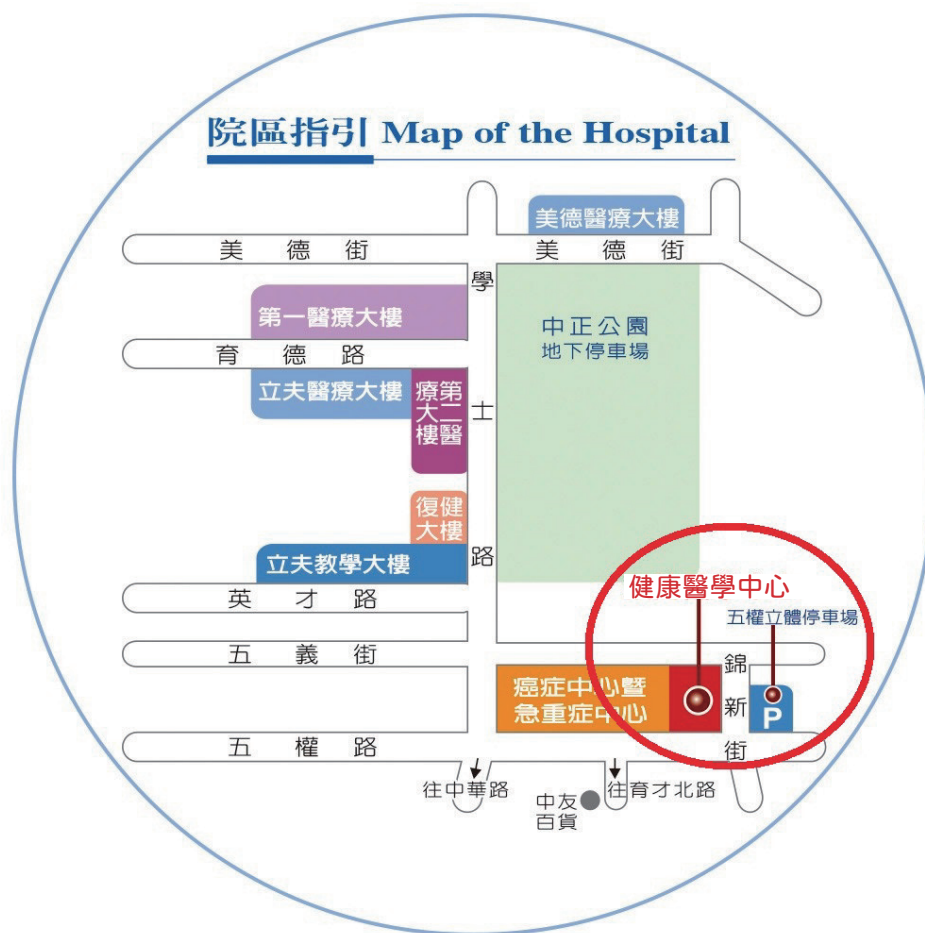 院區指引 Map of the Hospital
美德醫療大樓
美德街
美德街
學士路
第一醫療大樓
中正公園
地下停車場
育德路
立夫醫療大樓
第二醫
療大樓
復健
大樓
立夫教學大樓
健康醫學中心
英才路
五權立體停車場
五義街
錦新街
癌症中心暨
急重症中心
P
五權路
往中華路
往育才北路
中友
百貨